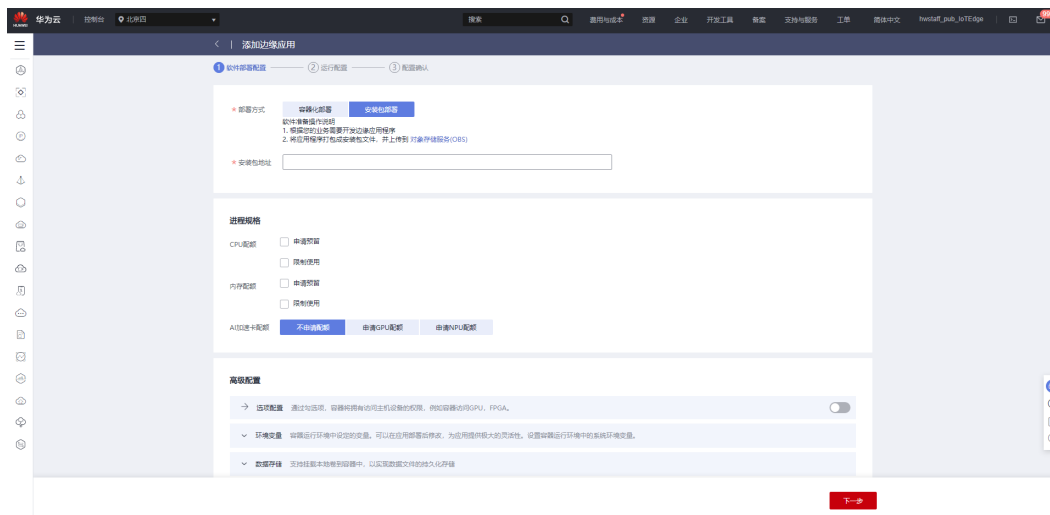 HUAWEI 华为云 控制台 北京四 搜索 费用与成本 资源 企业 开发工具 备案 支持与服务 工单 简体中文 hwstaff_pub_IoTEdge 99
添加边缘应用
1 软件部署配置 2 运行配置 3 配置确认
* 部署方式 容器化部署 安装包部署
软件准备操作说明
1. 根据您的业务需要开发边缘应用程序
2. 将应用程序打包成安装包文件，并上传到 对象存储服务(OBS)
* 安装包地址
进程规格
CPU配额 申请预留
限制使用
内存配额 申请预留
限制使用
AI加速卡配额 不申请配额 申请GPU配额 申请NPU配额
高级配置
选项配置 通过勾选项，容器将拥有访问主机设备的权限，例如容器访问GPU、FPGA。
环境变量 容器运行环境中设定的变量。可以在应用部署后修改，为应用提供极大的灵活性。设置容器运行环境中的系统环境变量。
数据存储 支持挂载本地卷到容器中，以实现数据文件的持久化存储
下一步